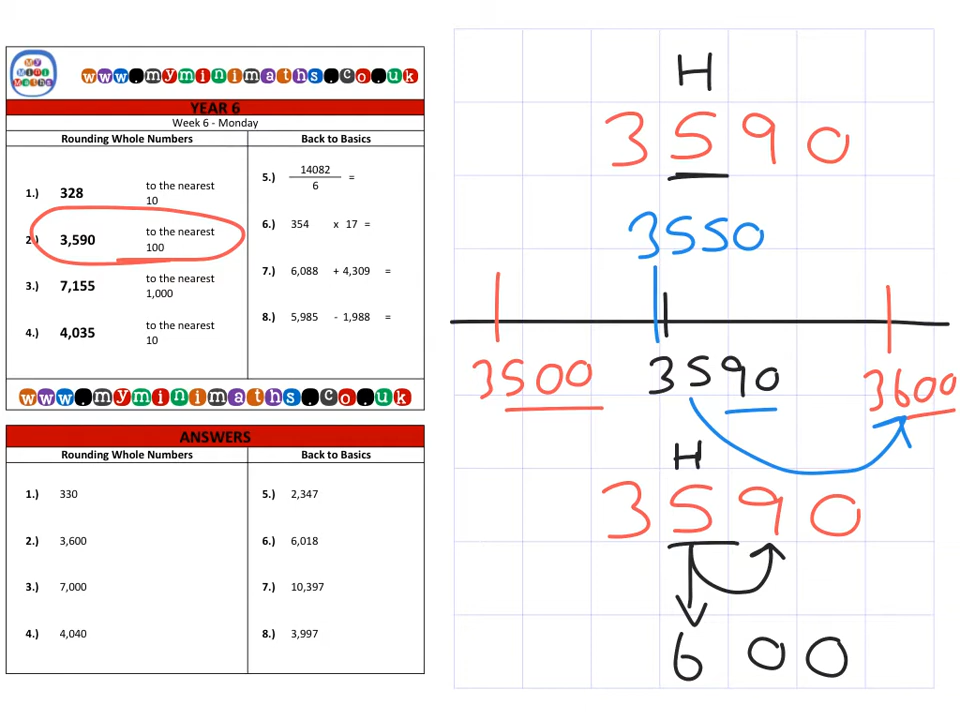 My
Mini
Maths
www.myminimaths.co.uk
YEAR 6
Week 6 - Monday
Rounding Whole Numbers
Back to Basics
1.) 328 to the nearest
10
2.) 3,590 to the nearest
100
3.) 7,155 to the nearest
1,000
4.) 4,035 to the nearest
10
5.) 14082
6 =
6.) 354 x 17 =
7.) 6,088 + 4,309 =
8.) 5,985 - 1,988 =
www.myminimaths.co.uk
ANSWERS
Rounding Whole Numbers
Back to Basics
1.) 330
2.) 3,600
3.) 7,000
4.) 4,040
5.) 2,347
6.) 6,018
7.) 10,397
8.) 3,997
H
3590
3550
3500 3590 3600
H
3590
600